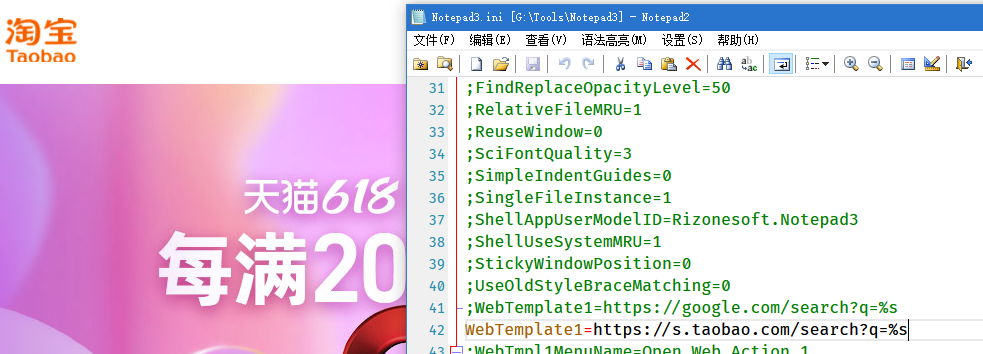 淘宝
Taobao
天猫618
每满20
Notepad3.ini [G:\Tools\Notepad3] - Notepad2
文件(F) 编辑(E) 查看(V) 语法高亮(M) 设置(S) 帮助(H)
31 ;FindReplaceOpacityLevel=50
32 ;RelativeFileMRU=1
33 ;ReuseWindow=0
34 ;SciFontQuality=3
35 ;SimpleIndentGuides=0
36 ;SingleFileInstance=1
37 ;ShellAppUserModelID=Rizonesoft.Notepad3
38 ;ShellUseSystemMRU=1
39 ;StickyWindowPosition=0
40 ;UseOldStyleBraceMatching=0
41 ;WebTemplate1=https://google.com/search?q=%s
42 WebTemplate1=https://s.taobao.com/search?q=%s
43 ;WebTmpl1MenuName=Open Web Action 1